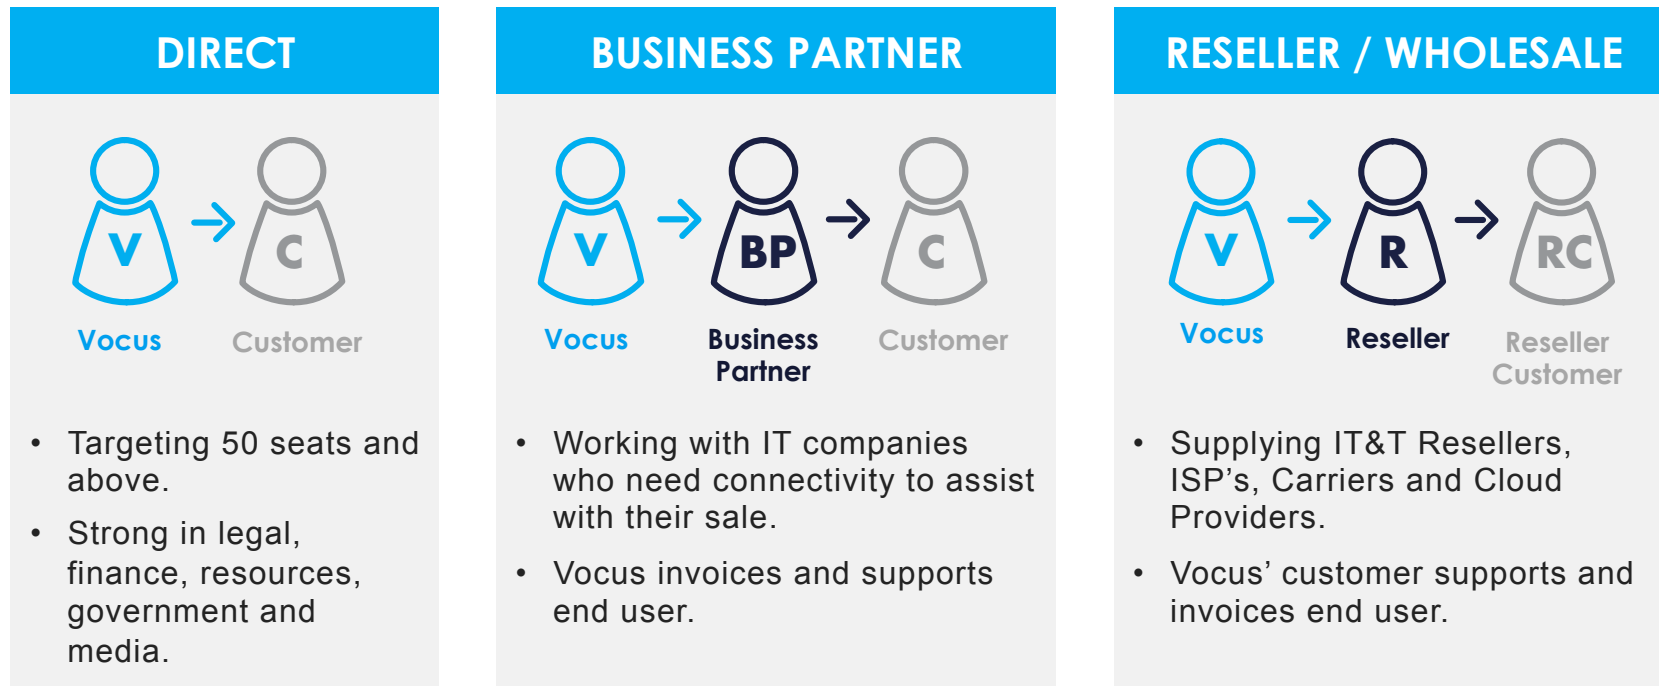 DIRECT
V
C
Vocus
Customer
• Targeting 50 seats and
above.
• Strong in legal,
finance, resources,
government and
media.
BUSINESS PARTNER
V
BP
C
Vocus
Business
Partner
Customer
• Working with IT companies
who need connectivity to assist
with their sale.
• Vocus invoices and supports
end user.
RESELLER / WHOLESALE
V
R
RC
Vocus
Reseller
Reseller
Customer
• Supplying IT&T Resellers,
ISP’s, Carriers and Cloud
Providers.
• Vocus’ customer supports and
invoices end user.